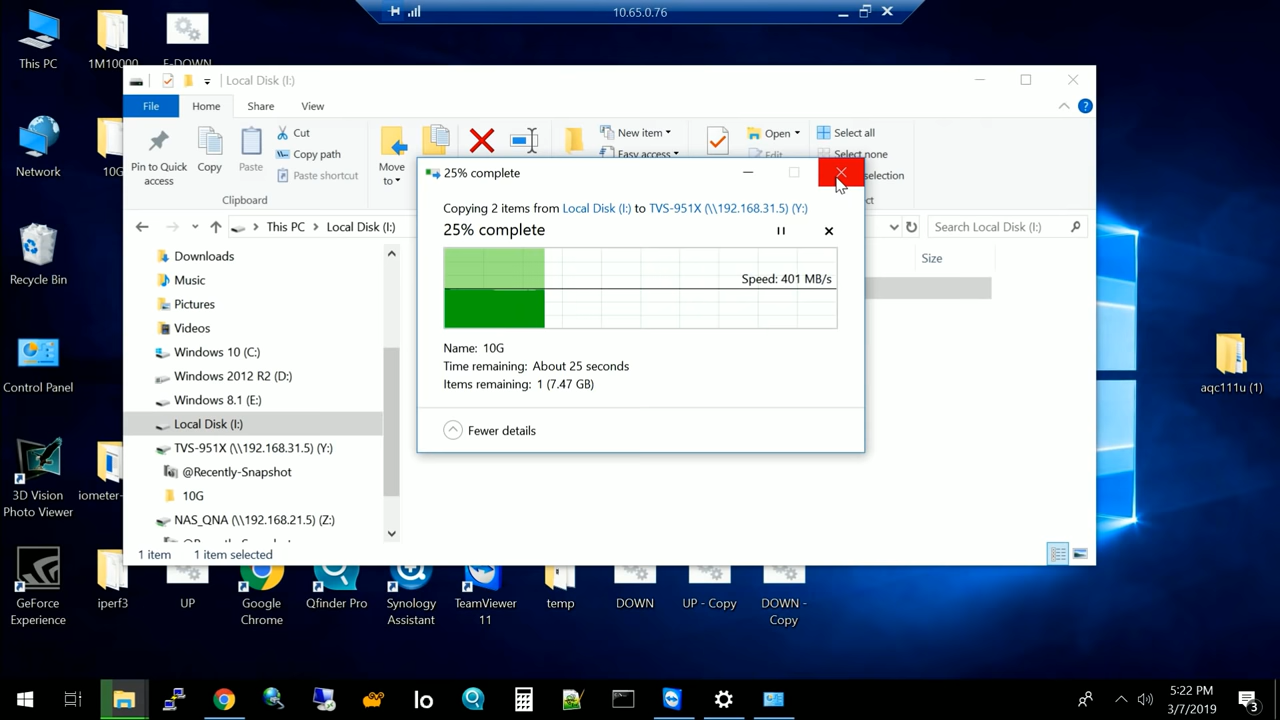 10.65.0.76
This PC
1M10000
E-DOWN
Local Disk (I:)
File
Home
Share
View
Pin to Quick
access
Copy
Paste
Cut
Copy path
Paste shortcut
Clipboard
Move
to
New item
Easy access
Open
Edit
Select all
Select none
selection
25% complete
Copying 2 items from Local Disk (I:) to TVS-951X (\\192.168.31.5) (Y:)
25% complete
Speed: 401 MB/s
Name: 10G
Time remaining: About 25 seconds
Items remaining: 1 (7.47 GB)
Fewer details
This PC
Local Disk (I:)
Search Local Disk (I:)
Size
Downloads
Music
Pictures
Videos
Windows 10 (C:)
Windows 2012 R2 (D:)
Windows 8.1 (E:)
Local Disk (I:)
TVS-951X (\\192.168.31.5) (Y:)
@Recently-Snapshot
10G
NAS_QNA (\\192.168.21.5) (Z:)
1 item
1 item selected
Network
10G
Recycle Bin
Control Panel
3D Vision
Photo Viewer
iometer-
aqc111u (1)
GeForce
Experience
iperf3
UP
Google
Chrome
Qfinder Pro
Synology
Assistant
TeamViewer
11
temp
DOWN
UP - Copy
DOWN -
Copy
Io
5:22 PM
3/7/2019
3